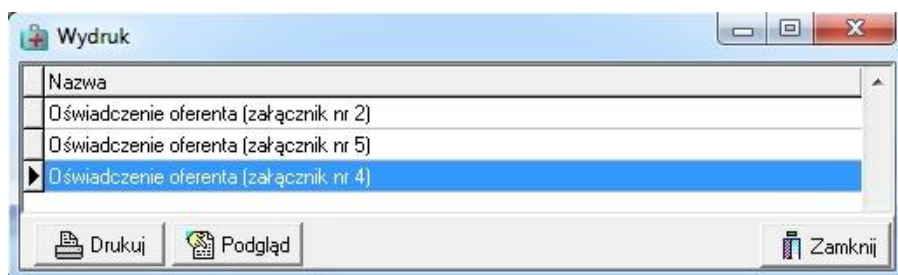 Wydruk
Nazwa
Oświadczenie oferenta (załącznik nr 2)
Oświadczenie oferenta (załącznik nr 5)
Oświadczenie oferenta (załącznik nr 4)
Drukuj Podgląd Zamknij